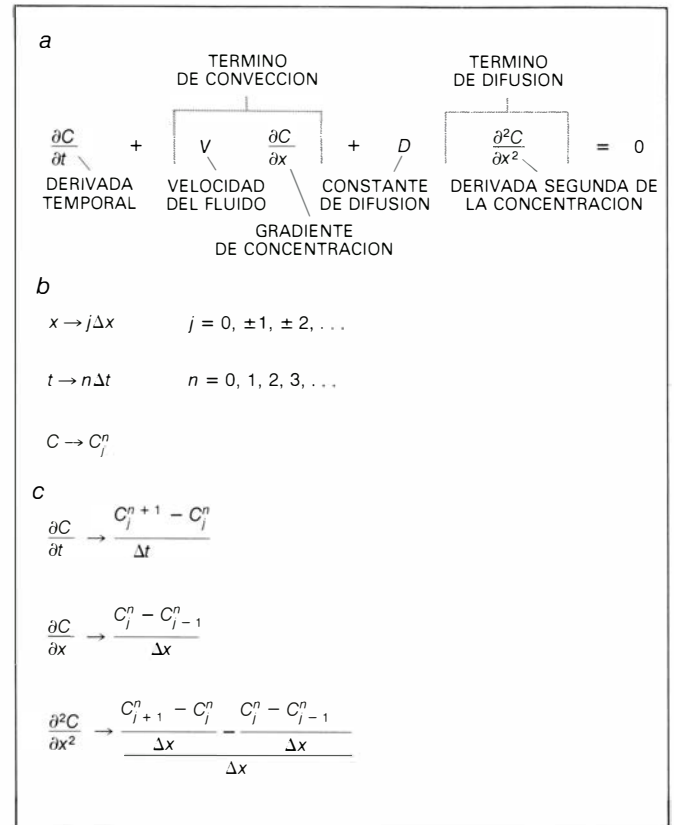 a
TERMINO DE CONVECCION
TERMINO DE DIFUSION
∂C/∂t + V ∂C/∂x + D ∂²C/∂x² = 0
DERIVADA TEMPORAL
VELOCIDAD DEL FLUIDO
CONSTANTE DE DIFUSION
DERIVADA SEGUNDA DE LA CONCENTRACION
GRADIENTE DE CONCENTRACION
b
x → jΔx j = 0, ±1, ± 2, . . .
t → nΔt n = 0, 1, 2, 3, . . .
C → C_j^n
c
∂C/∂t → (C_j^{n + 1} − C_j^n)/Δt
∂C/∂x → (C_j^n − C_{j − 1}^n)/Δx
∂²C/∂x² → ((C_{j + 1}^n − C_j^n)/Δx − (C_j^n − C_{j − 1}^n)/Δx)/Δx